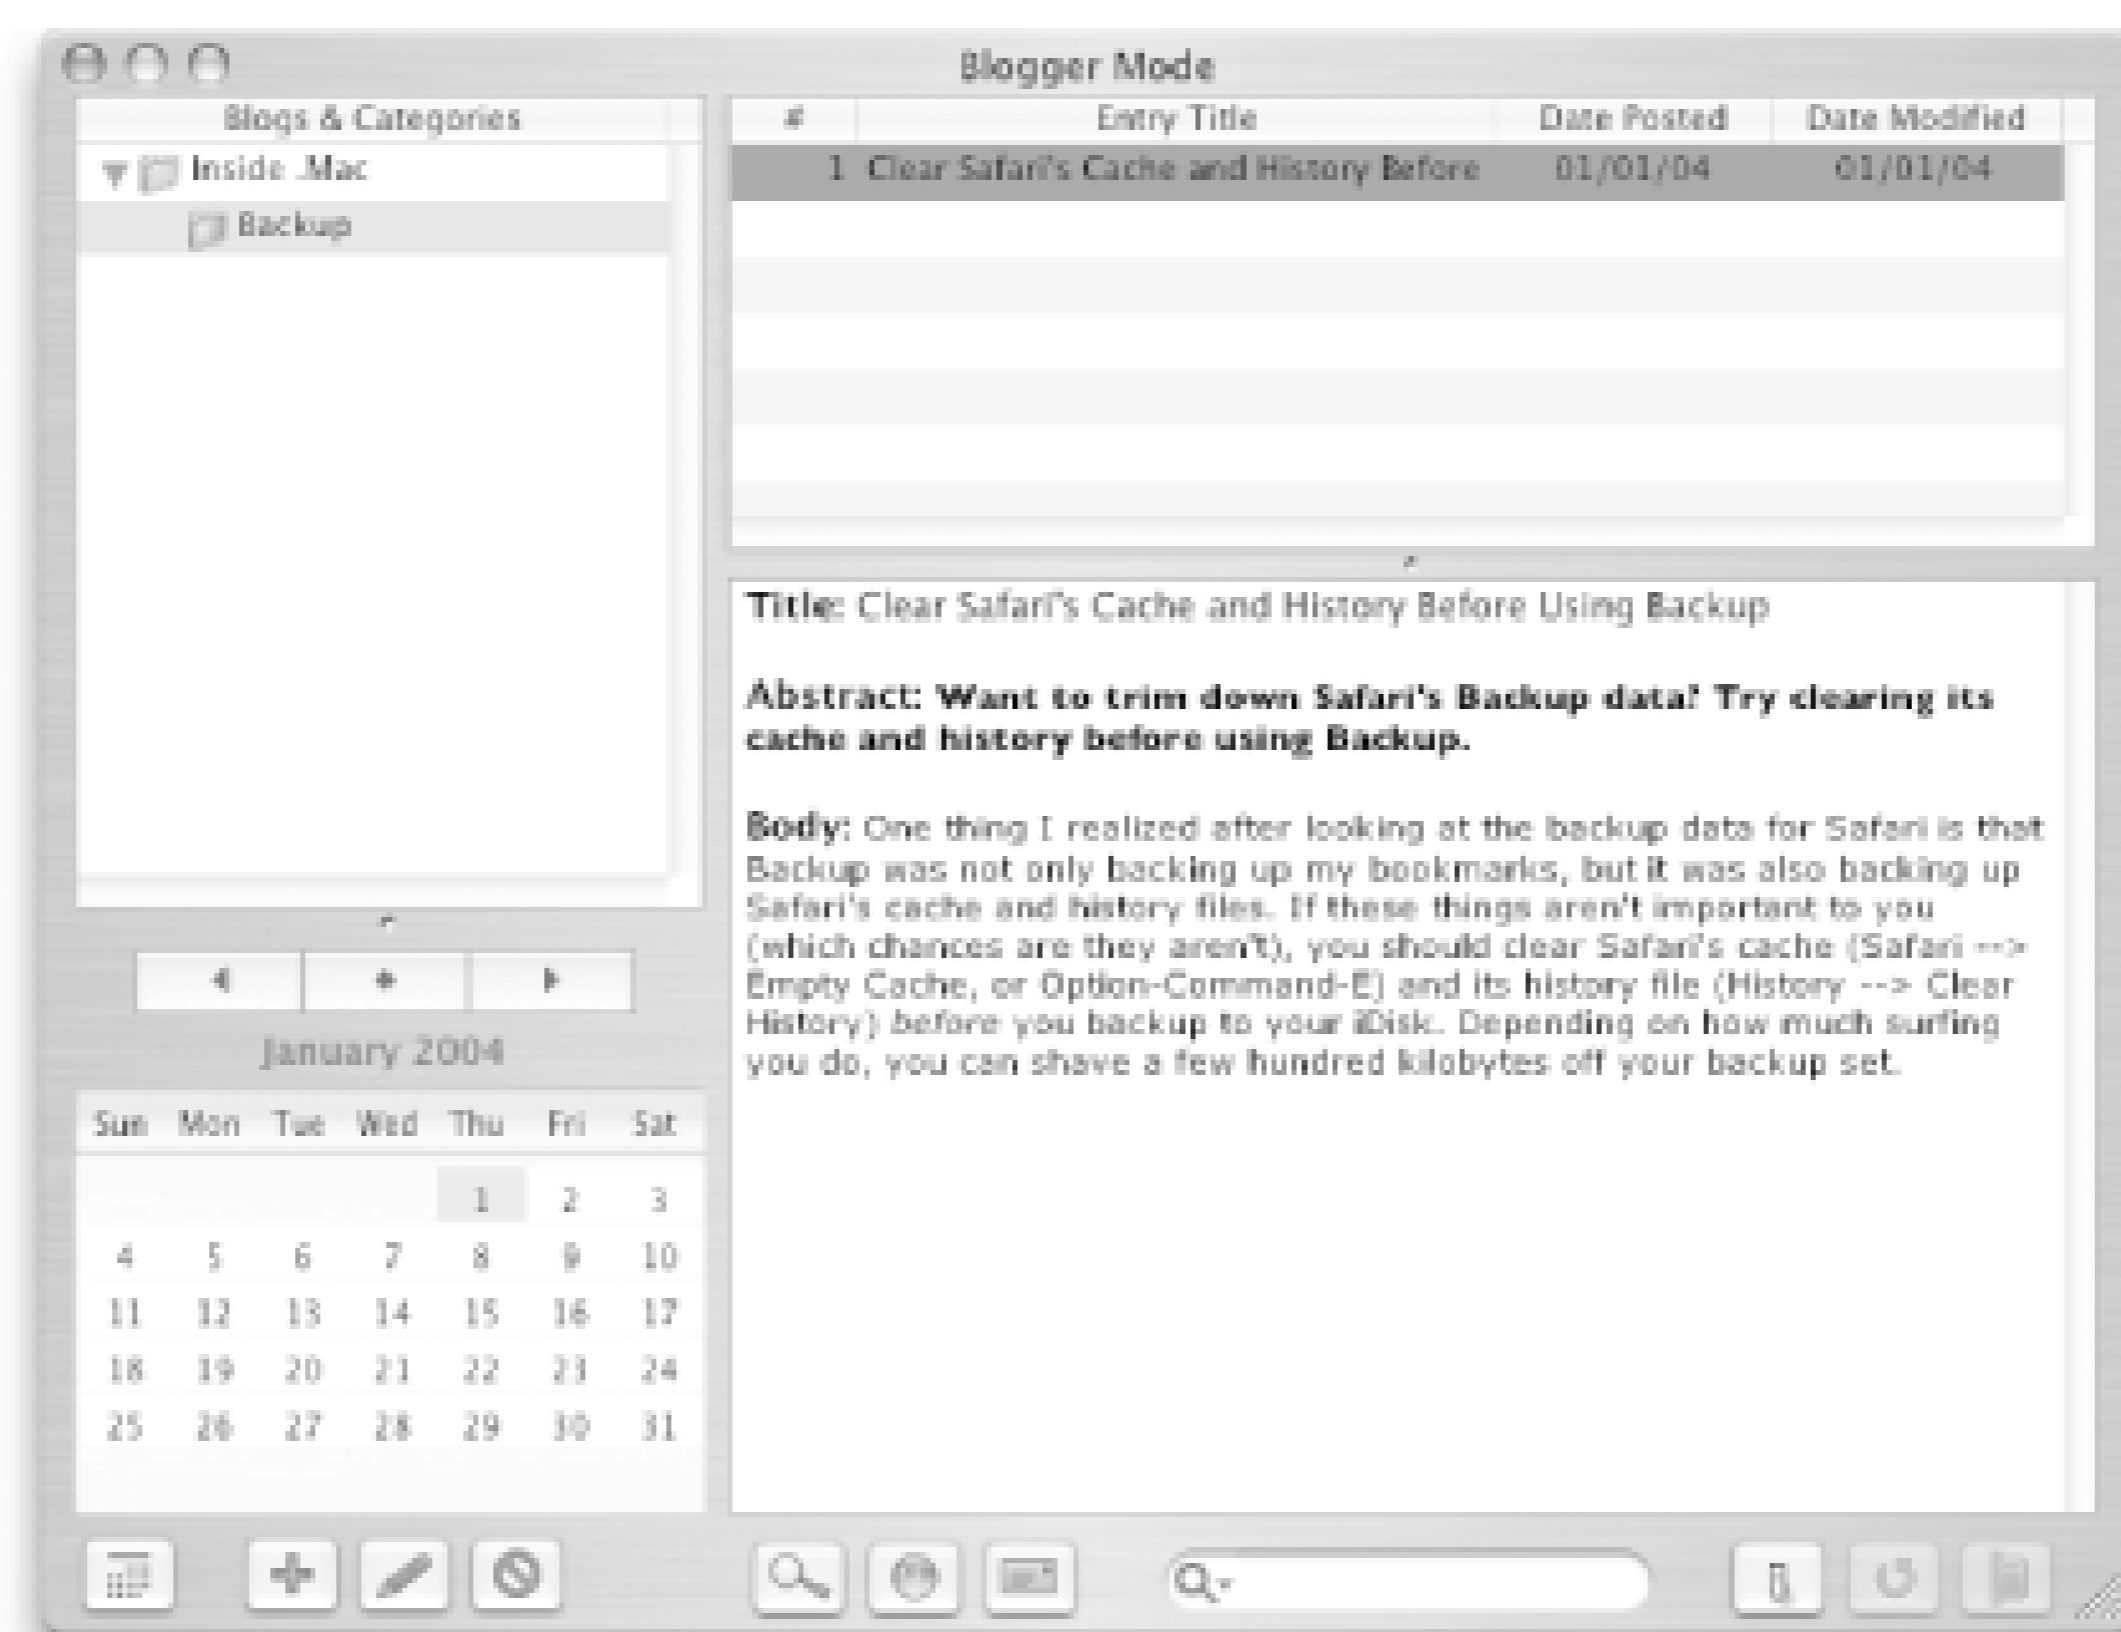 Blogger Mode
Blogs & Categories
Inside .Mac
Backup
# Entry Title Date Posted Date Modified
1 Clear Safari's Cache and History Before 01/01/04 01/01/04
Title: Clear Safari's Cache and History Before Using Backup
Abstract: Want to trim down Safari's Backup data? Try clearing its
cache and history before using Backup.
Body: One thing I realized after looking at the backup data for Safari is that
Backup was not only backing up my bookmarks, but it was also backing up
Safari's cache and history files. If these things aren't important to you
(which chances are they aren't), you should clear Safari's cache (Safari -->
Empty Cache, or Option-Command-E) and its history file (History --> Clear
History) before you backup to your iDisk. Depending on how much surfing
you do, you can shave a few hundred kilobytes off your backup set.
January 2004
Sun Mon Tue Wed Thu Fri Sat
1 2 3
4 5 6 7 8 9 10
11 12 13 14 15 16 17
18 19 20 21 22 23 24
25 26 27 28 29 30 31